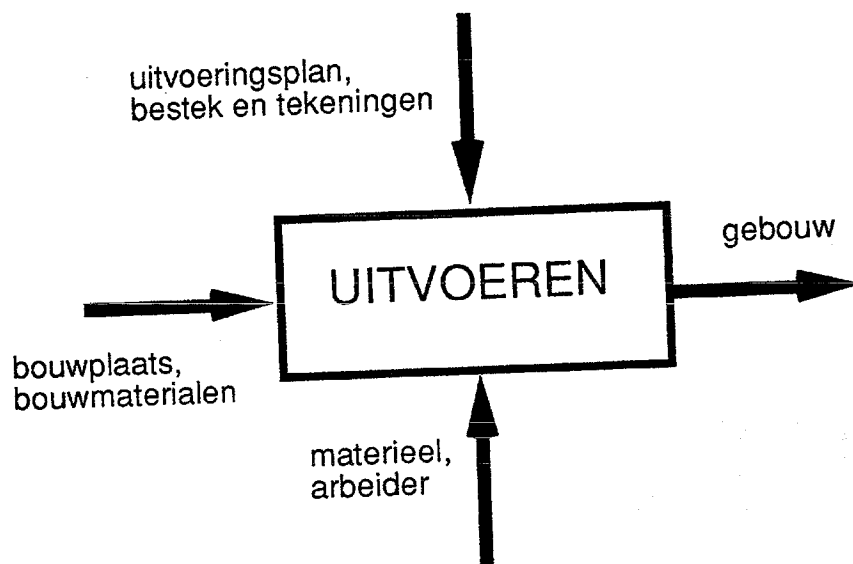 uitvoeringsplan,
bestek en tekeningen
gebouw
UITVOEREN
bouwplaats,
bouwmaterialen
materieel,
arbeider